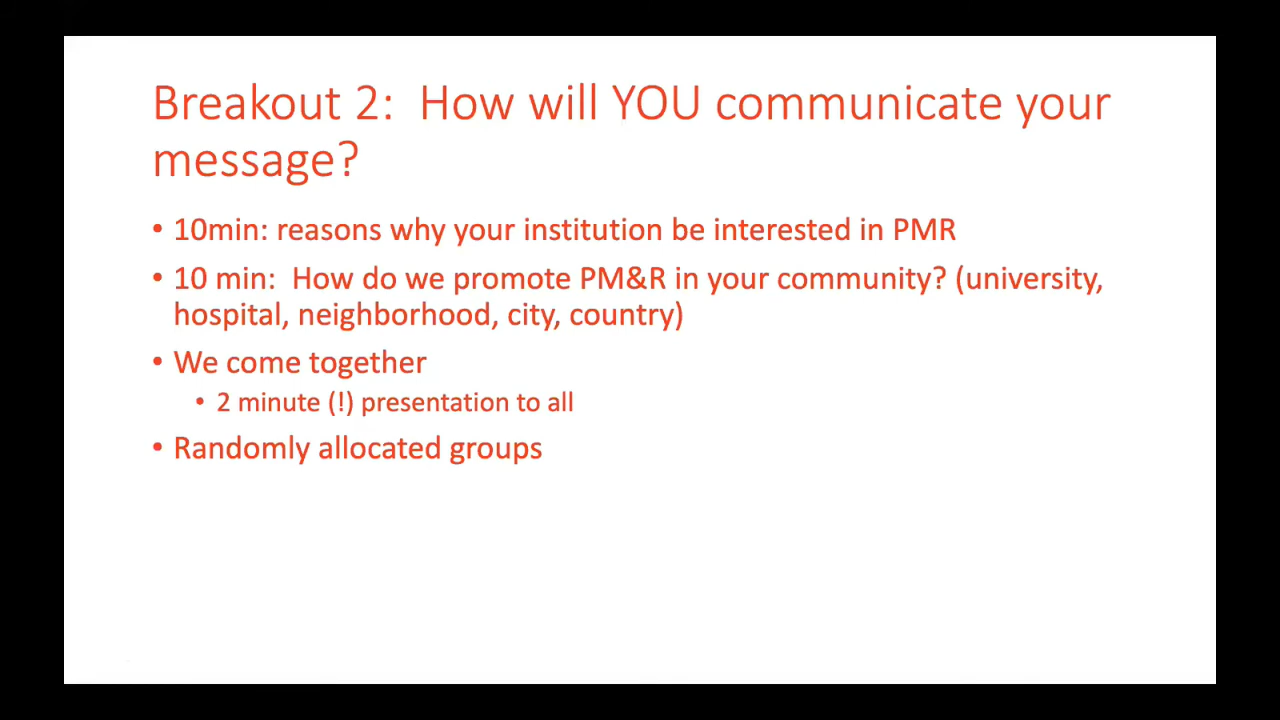 Breakout 2:  How will YOU communicate your
message?
• 10min: reasons why your institution be interested in PMR
• 10 min:  How do we promote PM&R in your community? (university,
hospital, neighborhood, city, country)
• We come together
• 2 minute (!) presentation to all
• Randomly allocated groups